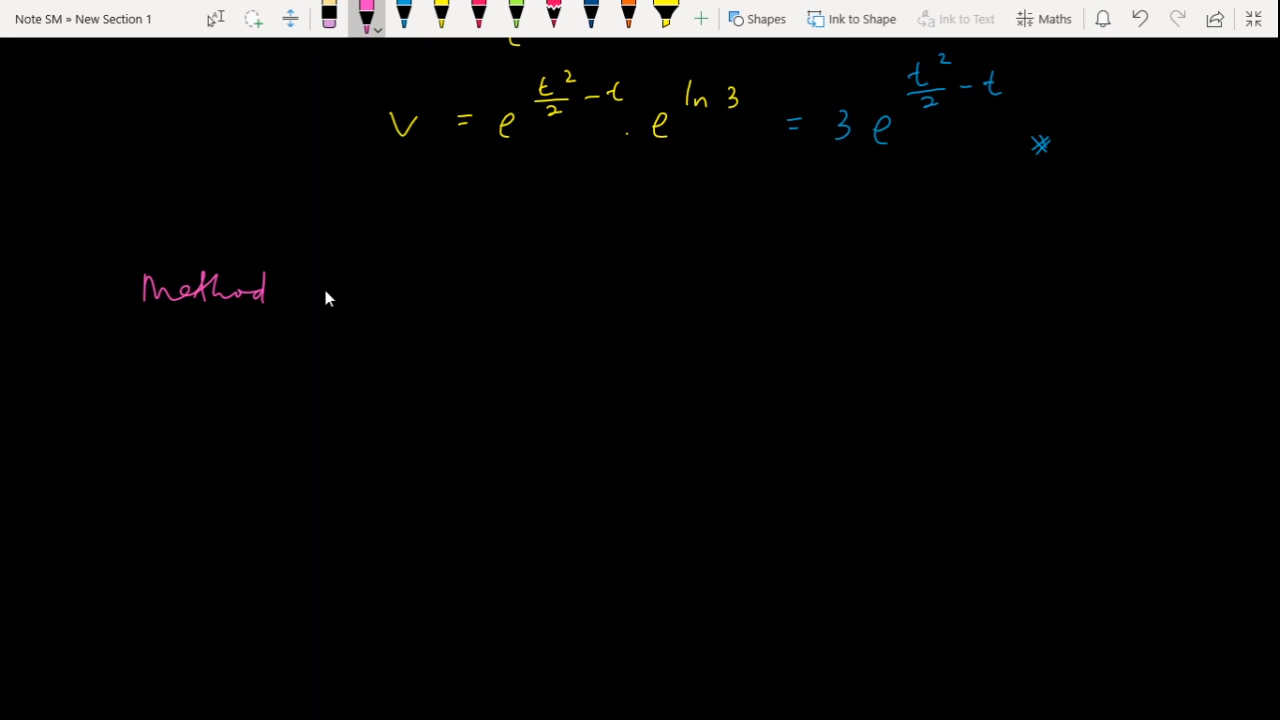 Note SM » New Section 1
Shapes
Ink to Shape
Ink to Text
Maths
V = e^(t²/2 - t) . e^(ln 3) = 3 e^(t²/2 - t)
Method